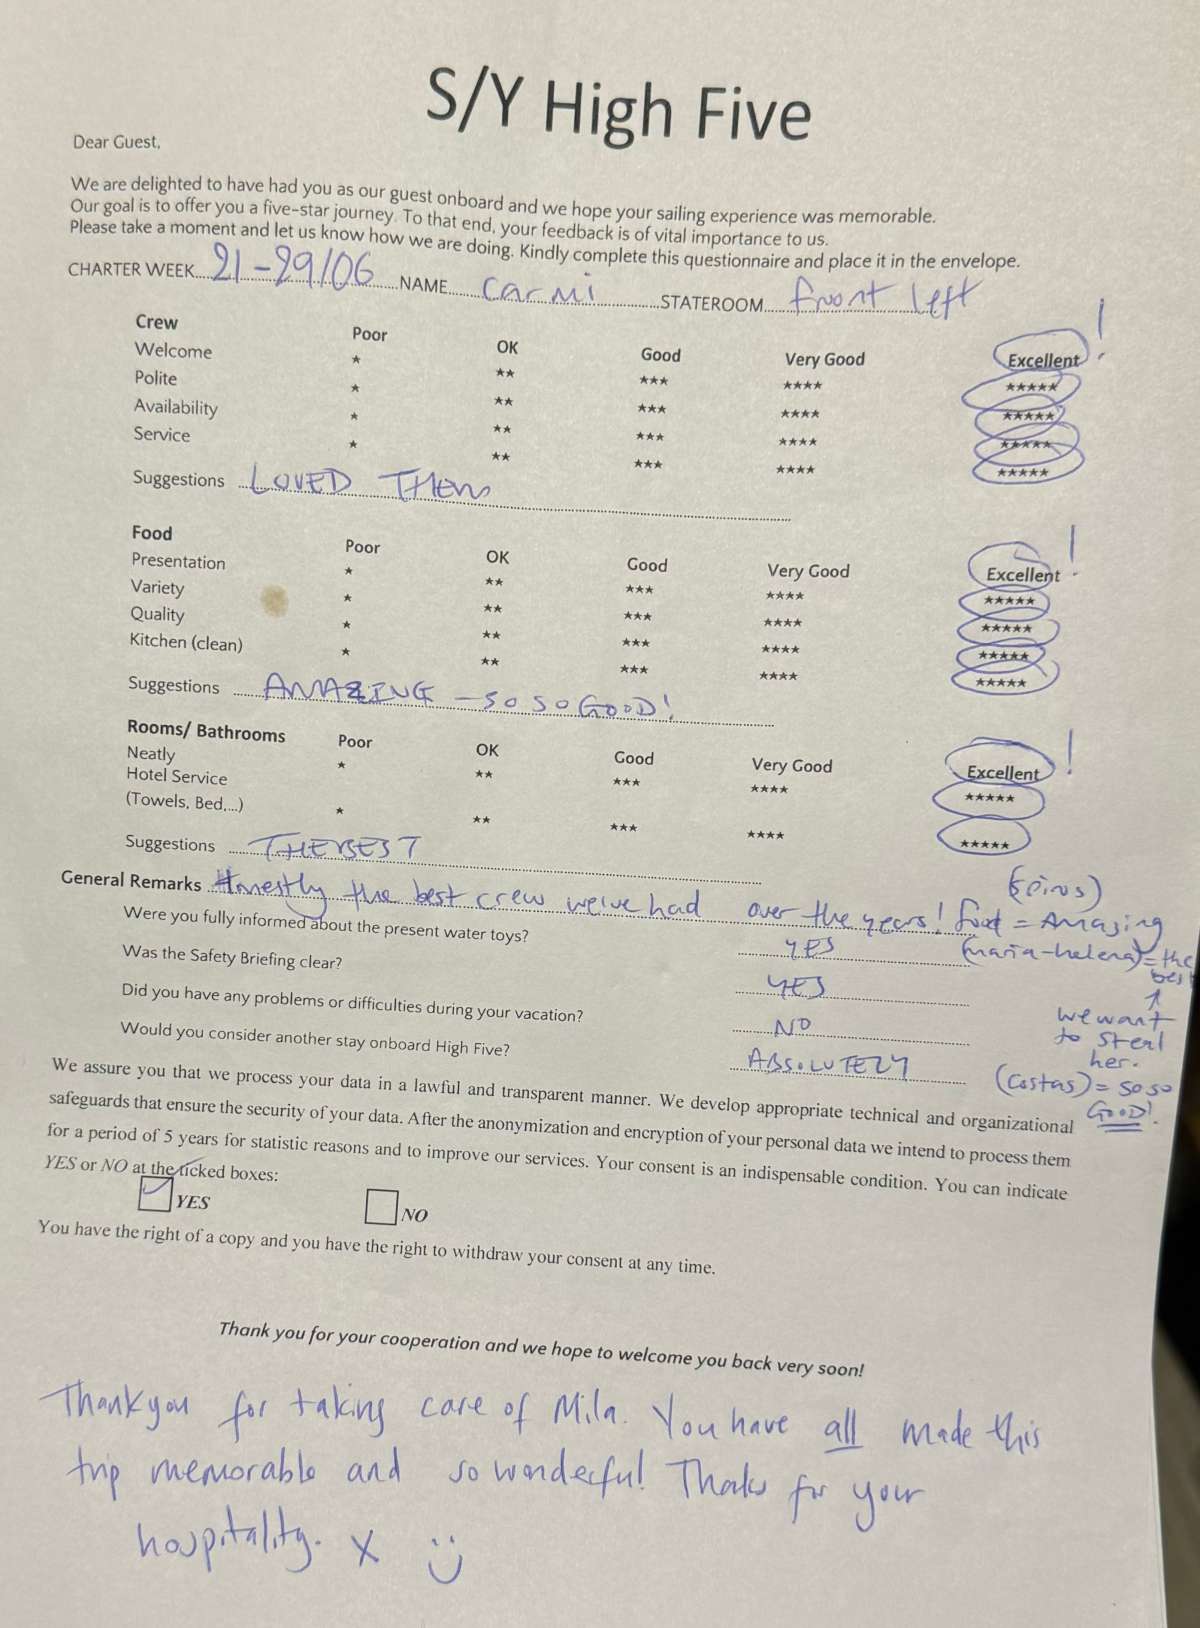 S/Y High Five
Dear Guest,
We are delighted to have had you as our guest onboard and we hope your sailing experience was memorable.
Our goal is to offer you a five-star journey. To that end, your feedback is of vital importance to us.
Please take a moment and let us know how we are doing. Kindly complete this questionnaire and place it in the envelope.
CHARTER WEEK 21-29/06 NAME Carmi STATEROOM front left
Crew Poor OK Good Very Good Excellent !
Welcome * ** *** **** *****
Polite * ** *** **** *****
Availability * ** *** **** *****
Service * ** *** **** *****
Suggestions LOVED THEM
Food Poor OK Good Very Good Excellent !
Presentation * ** *** **** *****
Variety * ** *** **** *****
Quality * ** *** **** *****
Kitchen (clean) * ** *** **** *****
Suggestions AMAZING - SO SO GOOD!
Rooms/ Bathrooms Poor OK Good Very Good Excellent !
Neatly * ** *** **** *****
Hotel Service
(Towels, Bed,...) * ** *** **** *****
Suggestions THE BEST
General Remarks Honestly the best crew we've had over the years! food = Amazing
(Spiros)
Were you fully informed about the present water toys? YES
(maria-helena) = the best
↑
we want
to steal
her.
Was the Safety Briefing clear? YES
Did you have any problems or difficulties during your vacation? NO
Would you consider another stay onboard High Five? ABSOLUTELY
(Costas) = so so
GOOD!
We assure you that we process your data in a lawful and transparent manner. We develop appropriate technical and organizational
safeguards that ensure the security of your data. After the anonymization and encryption of your personal data we intend to process them
for a period of 5 years for statistic reasons and to improve our services. Your consent is an indispensable condition. You can indicate
YES or NO at the ticked boxes:
YES NO
You have the right of a copy and you have the right to withdraw your consent at any time.
Thank you for your cooperation and we hope to welcome you back very soon!
Thank you for taking care of Mila. You have all made this
trip memorable and so wonderful! Thanks for your
hospitality. x :)